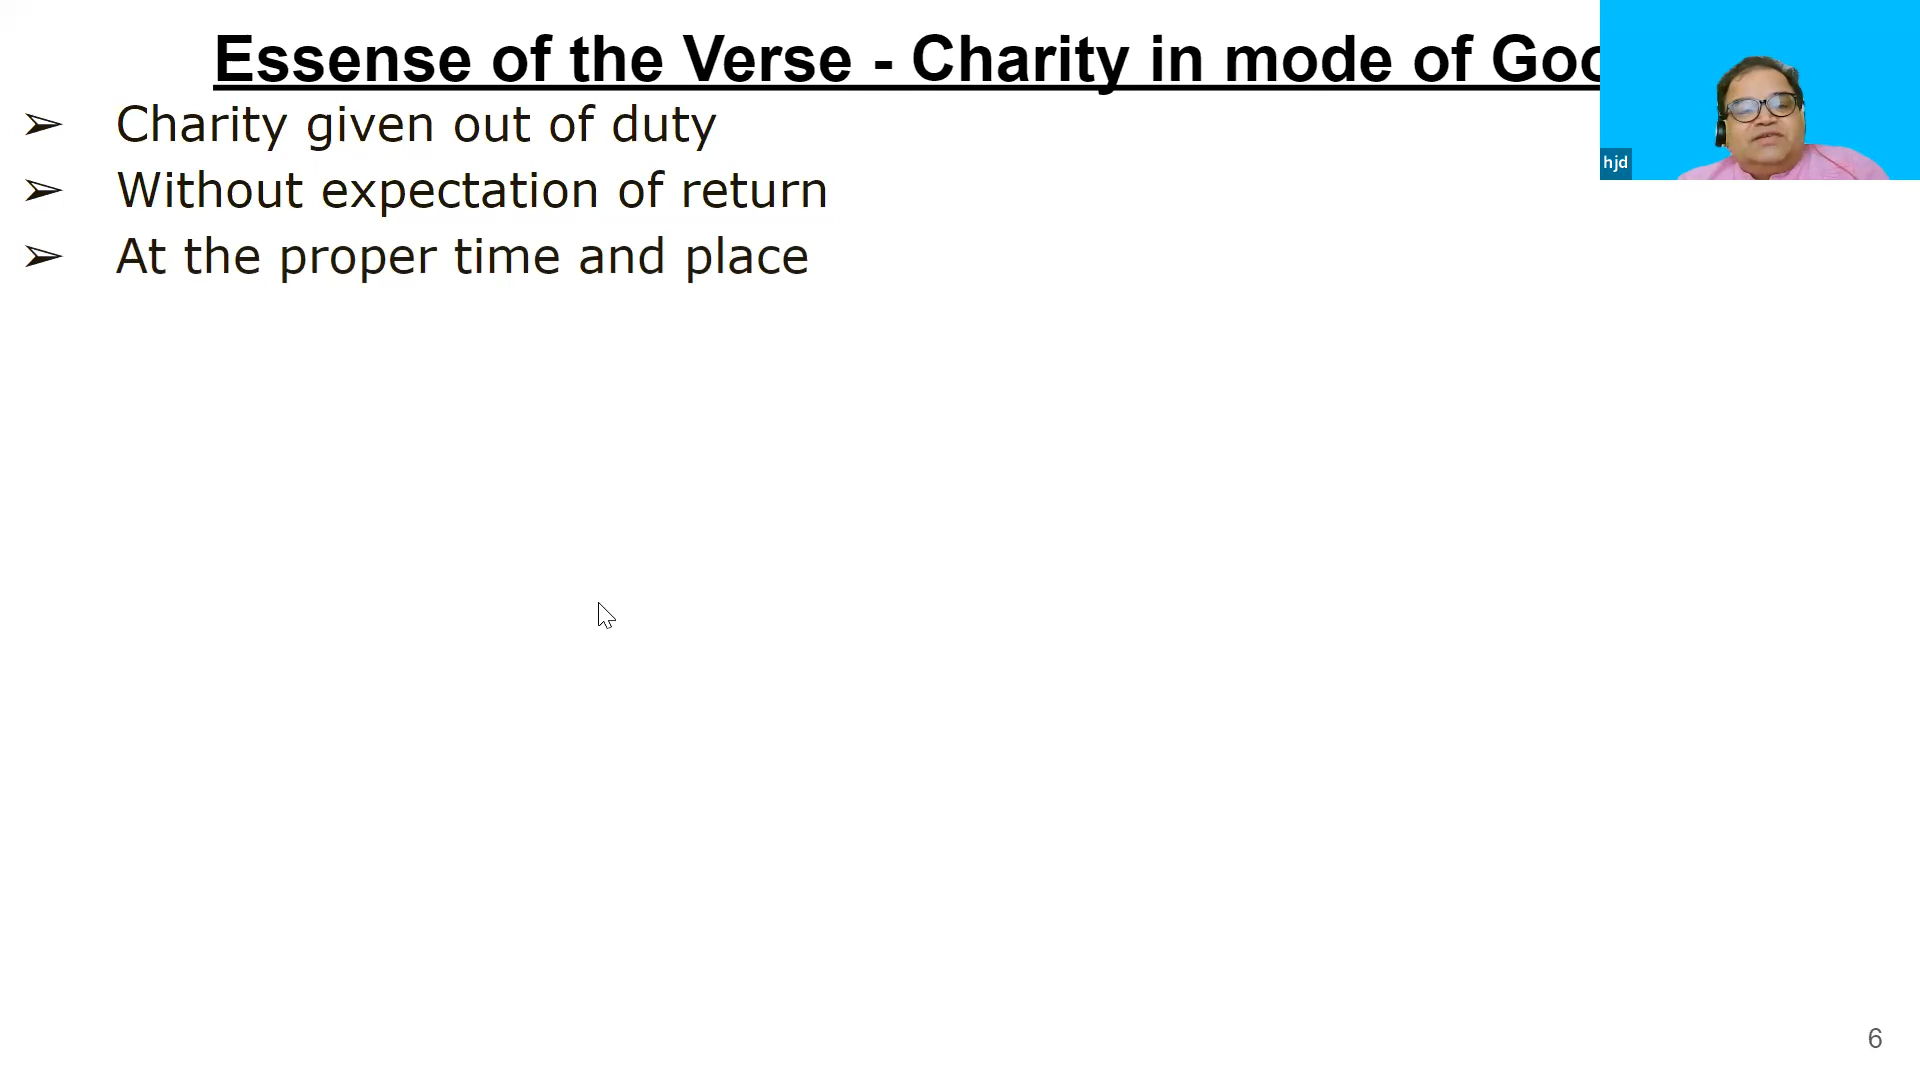 Essense of the Verse - Charity in mode of
➢ Charity given out of duty
➢ Without expectation of return
➢ At the proper time and place
hjd
6